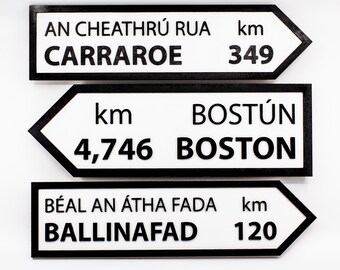 AN CHEATHRÚ RUA km
CARRAROE 349
km BOSTÚN
4,746 BOSTON
BÉAL AN ÁTHA FADA km
BALLINAFAD 120